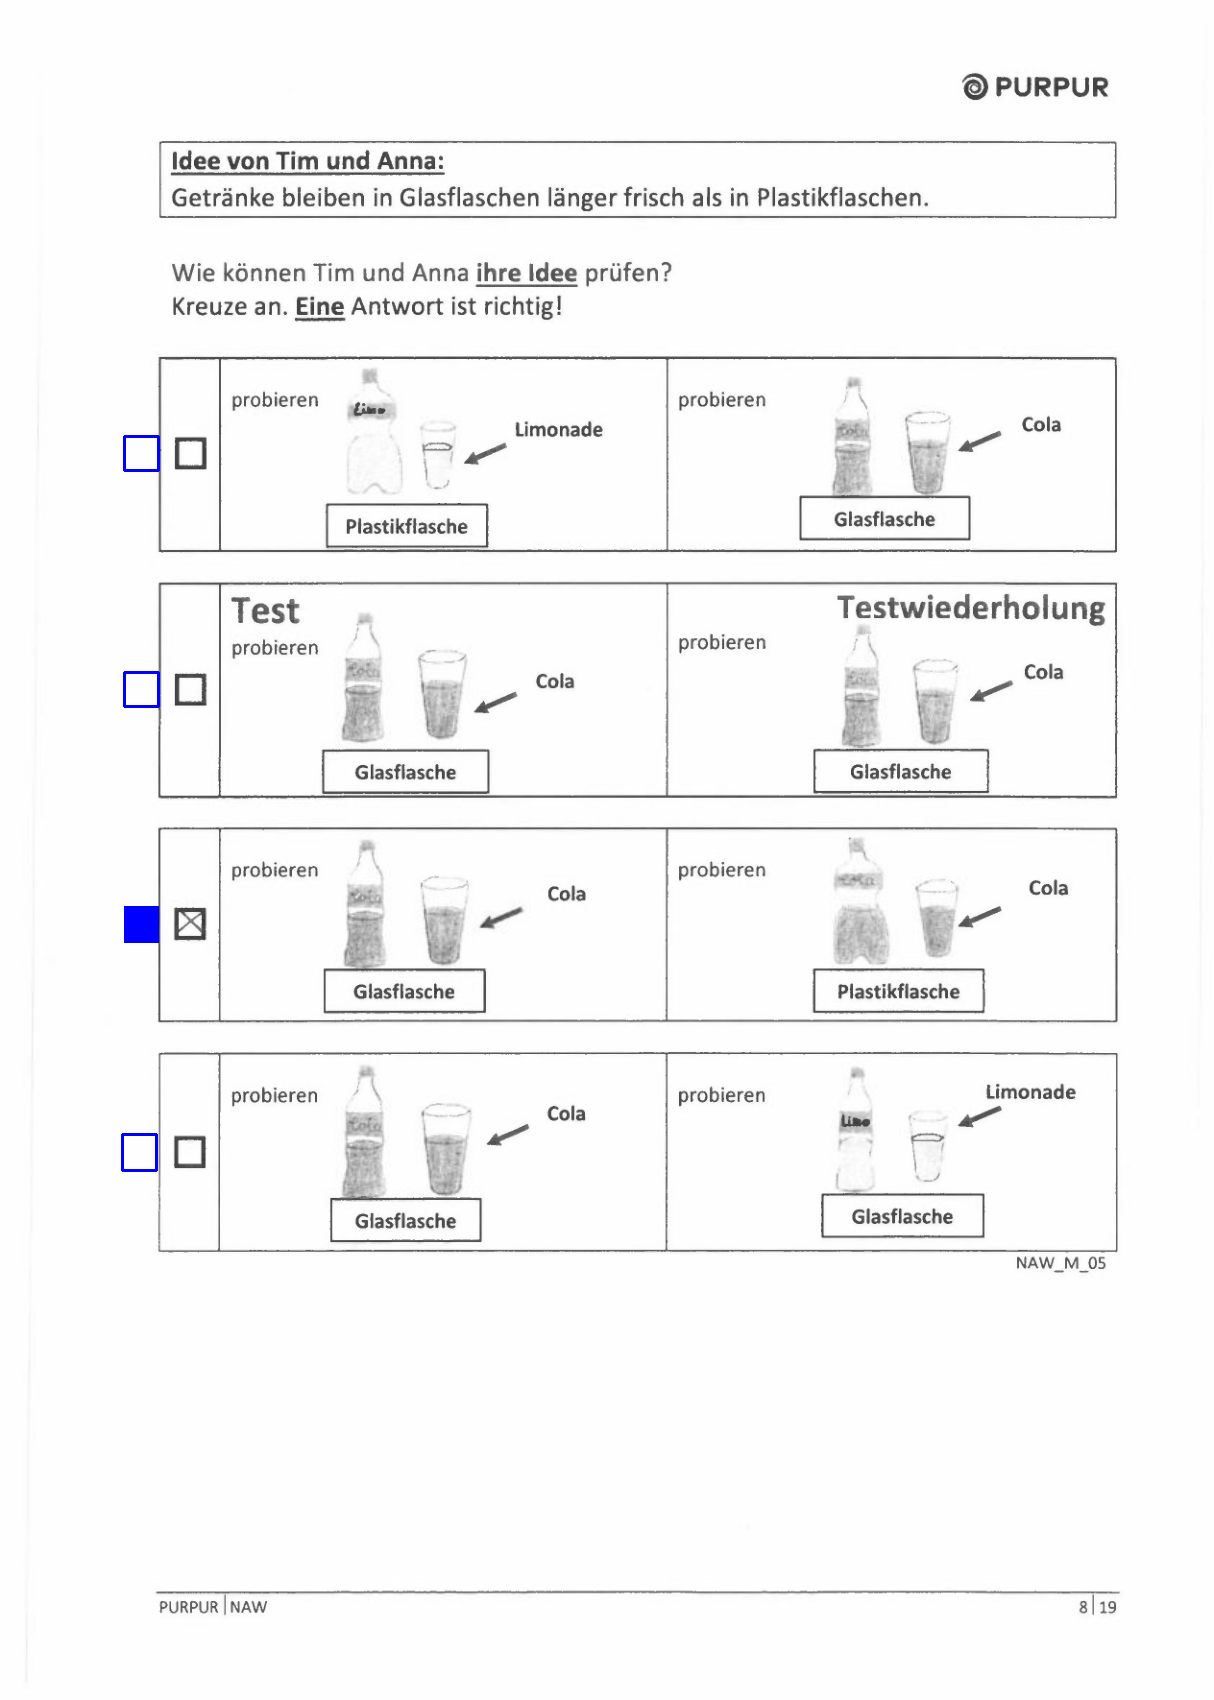 PURPUR
Idee von Tim und Anna:
Getränke bleiben in Glasflaschen länger frisch als in Plastikflaschen.
Wie können Tim und Anna ihre Idee prüfen?
Kreuze an. Eine Antwort ist richtig!
probieren
Limo
Limonade
Plastikflasche
probieren
Cola
Cola
Glasflasche
Test
probieren
Cola
Cola
Glasflasche
Testwiederholung
probieren
Cola
Cola
Glasflasche
probieren
Cola
Cola
Glasflasche
probieren
Cola
Cola
Plastikflasche
probieren
Cola
Cola
Glasflasche
probieren
Limo
Limonade
Glasflasche
NAW_M_05
PURPUR | NAW
8 | 19